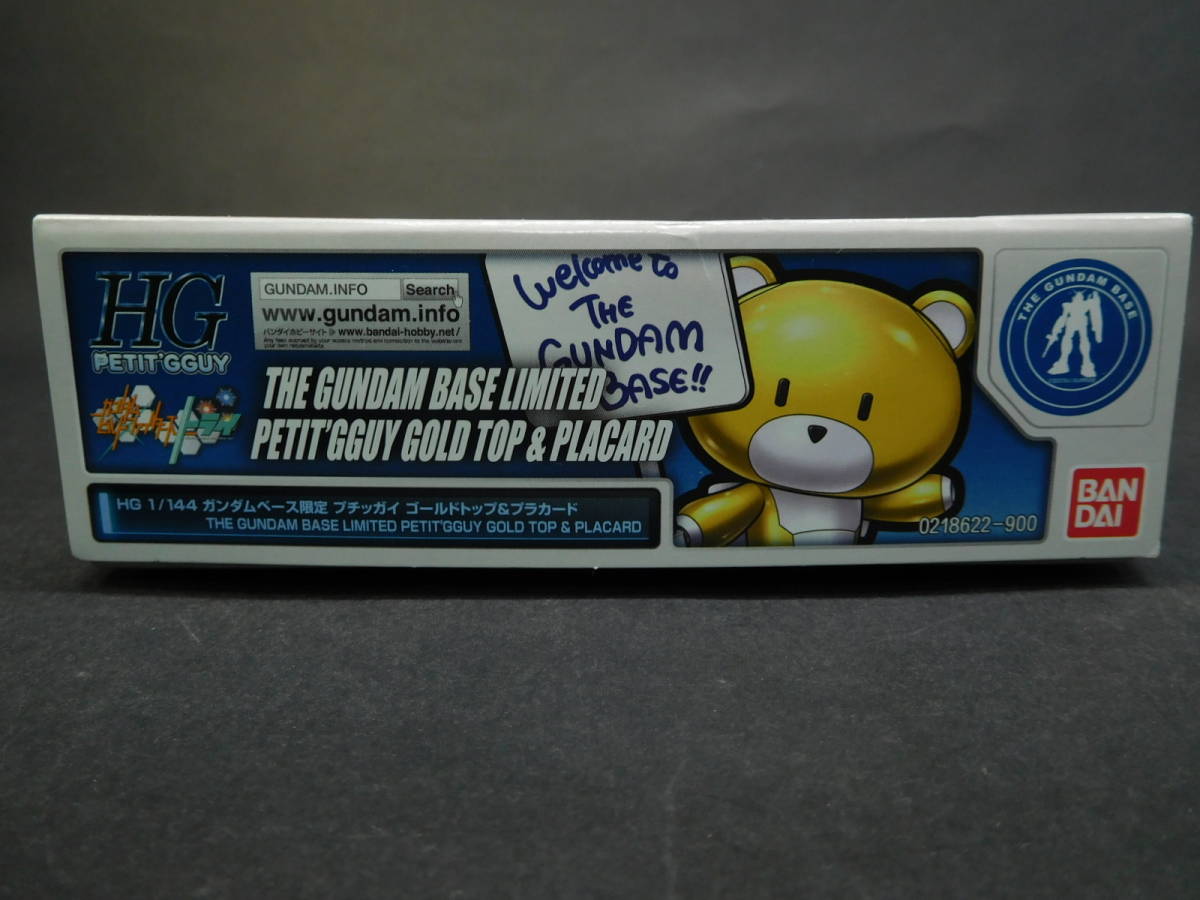 HG
PETIT'GGUY
GUNDAM.INFO Search
www.gundam.info
バンダイホビーサイト www.bandai-hobby.net/
Welcome to
THE
GUNDAM
BASE!!
THE GUNDAM BASE LIMITED
PETIT'GGUY GOLD TOP & PLACARD
HG 1/144 ガンダムベース限定 プチッガイ ゴールドトップ&プラカード
THE GUNDAM BASE LIMITED PETIT'GGUY GOLD TOP & PLACARD
0218622-900
THE GUNDAM BASE
BAN
DAI